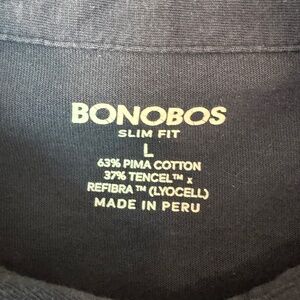 BONOBOS
SLIM FIT
L
63% PIMA COTTON
37% TENCEL™ x
REFIBRA™ (LYOCELL)
MADE IN PERU